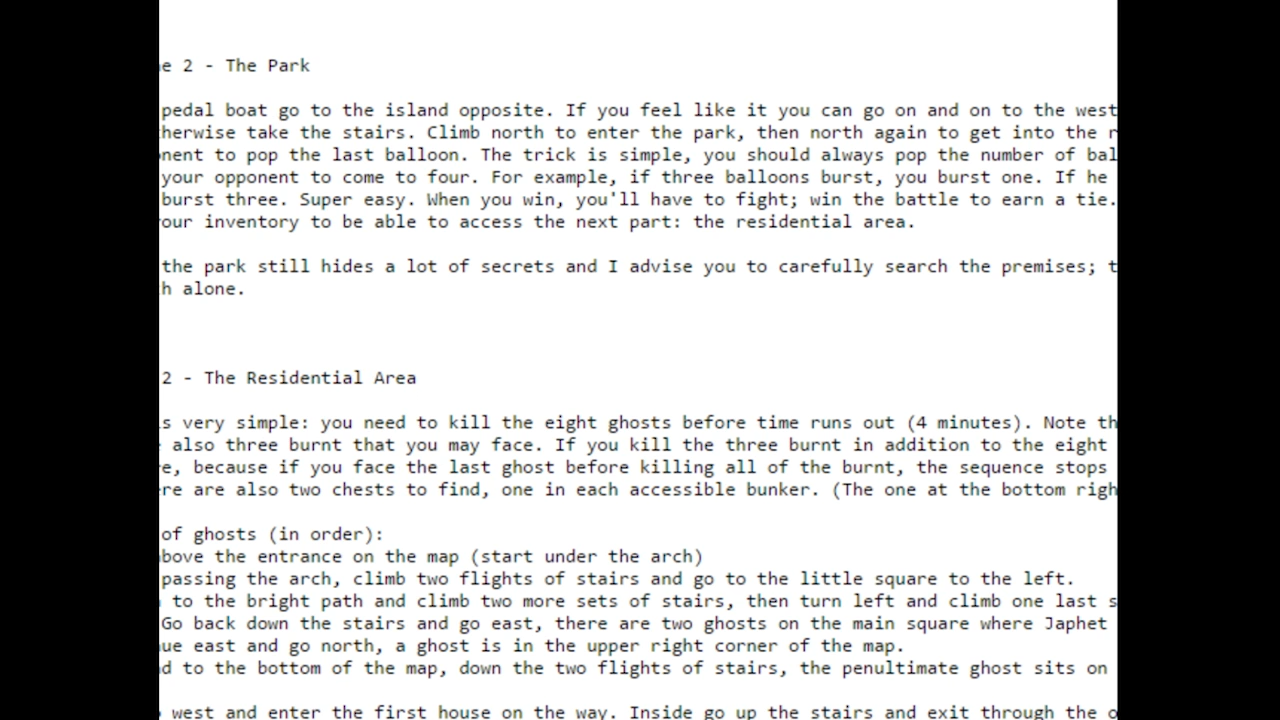 e 2 - The Park
pedal boat go to the island opposite. If you feel like it you can go on and on to the west
herwise take the stairs. Climb north to enter the park, then north again to get into the r
nent to pop the last balloon. The trick is simple, you should always pop the number of bal
your opponent to come to four. For example, if three balloons burst, you burst one. If he
burst three. Super easy. When you win, you'll have to fight; win the battle to earn a tie.
our inventory to be able to access the next part: the residential area.
the park still hides a lot of secrets and I advise you to carefully search the premises; t
h alone.
2 - The Residential Area
s very simple: you need to kill the eight ghosts before time runs out (4 minutes). Note th
also three burnt that you may face. If you kill the three burnt in addition to the eight
e, because if you face the last ghost before killing all of the burnt, the sequence stops
re are also two chests to find, one in each accessible bunker. (The one at the bottom righ
of ghosts (in order):
bove the entrance on the map (start under the arch)
passing the arch, climb two flights of stairs and go to the little square to the left.
to the bright path and climb two more sets of stairs, then turn left and climb one last s
Go back down the stairs and go east, there are two ghosts on the main square where Japhet
ue east and go north, a ghost is in the upper right corner of the map.
d to the bottom of the map, down the two flights of stairs, the penultimate ghost sits on
west and enter the first house on the way. Inside go up the stairs and exit through the o